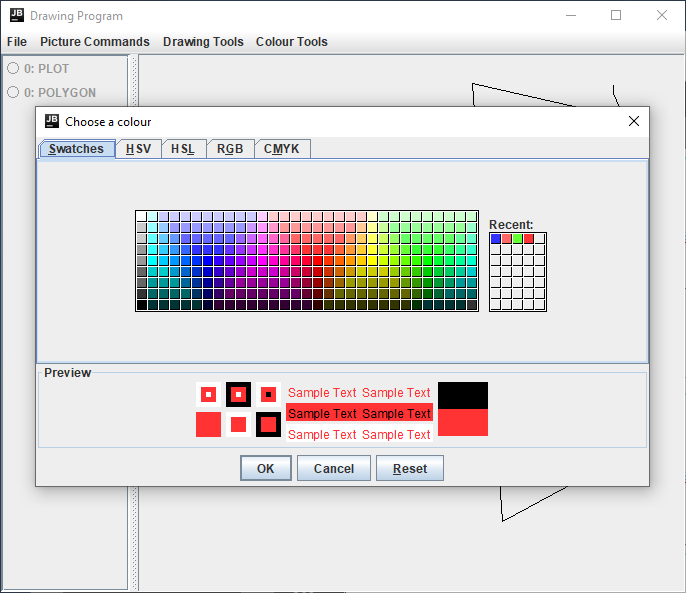 JB Drawing Program
File Picture Commands Drawing Tools Colour Tools
0: PLOT
0: POLYGON
JB Choose a colour
Swatches HSV HSL RGB CMYK
Recent:
Preview
Sample Text Sample Text
Sample Text Sample Text
Sample Text Sample Text
OK Cancel Reset